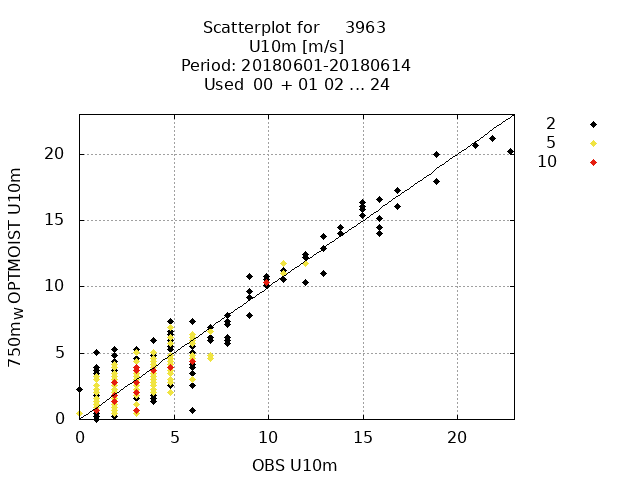 Scatterplot for 3963
U10m [m/s]
Period: 20180601-20180614
Used 00 + 01 02 ... 24
2
5
10
20
15
10
5
0
750mW OPTMOIST U10m
0 5 10 15 20
OBS U10m